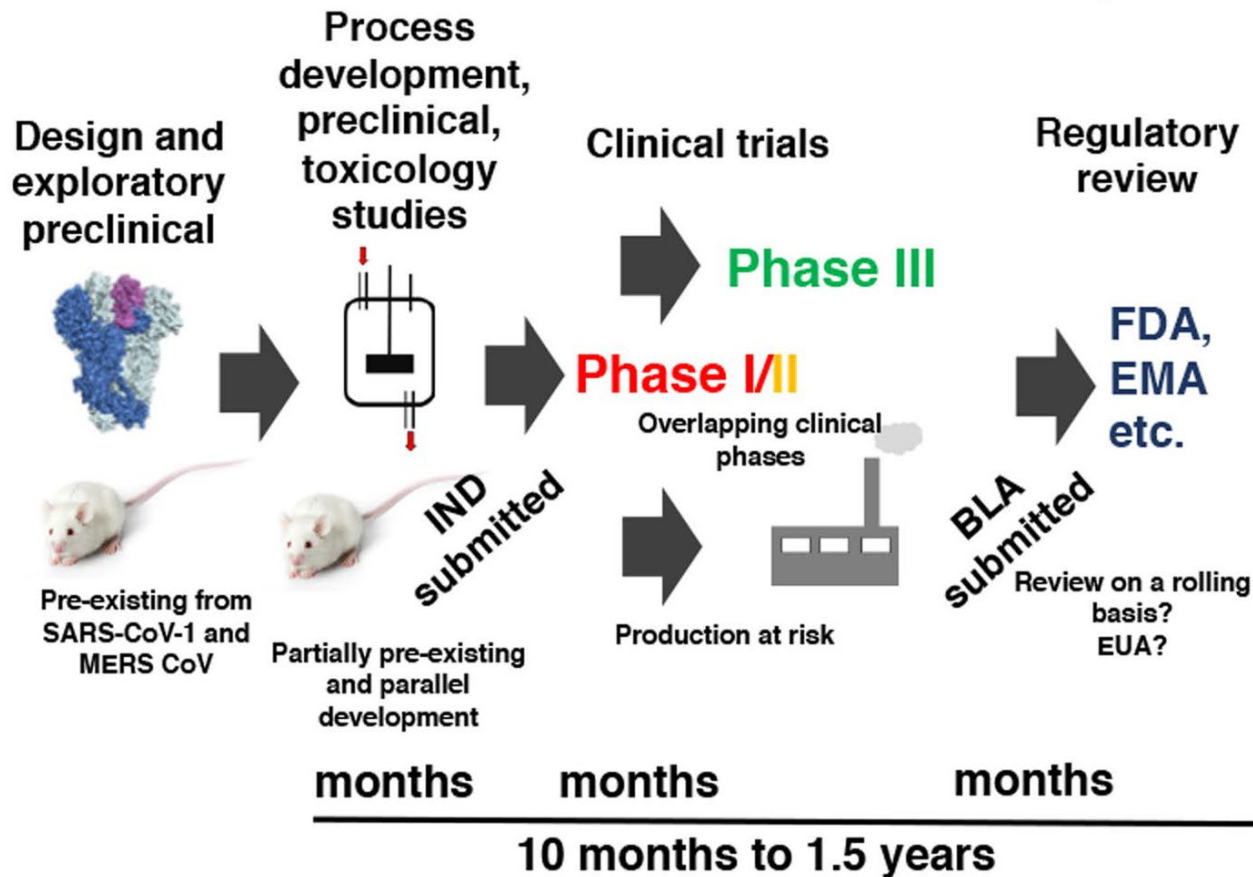 Design and
exploratory
preclinical
Pre-existing from
SARS-CoV-1 and
MERS CoV
Process
development,
preclinical,
toxicology
studies
Partially pre-existing
and parallel
development
IND
submitted
Clinical trials
Phase III
Phase I/II
Overlapping clinical
phases
Production at risk
BLA
submitted
Regulatory
review
FDA,
EMA
etc.
Review on a rolling
basis?
EUA?
months
months
months
10 months to 1.5 years